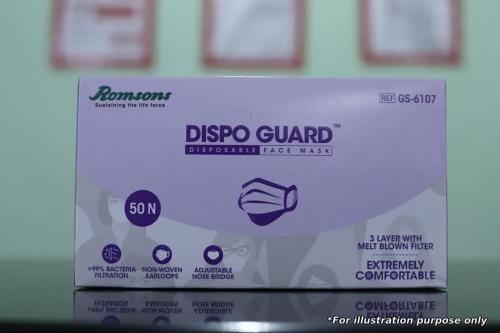 Romsons
Sustaining the life force
REF GS-6107
DISPO GUARD™
DISPOSABLE FACE MASK
50 N
+99% BACTERIA
FILTRATION
NON-WOVEN
EARLOOPS
ADJUSTABLE
NOSE BRIDGE
3 LAYER WITH
MELT BLOWN FILTER
EXTREMELY
COMFORTABLE
*For illustration purpose only